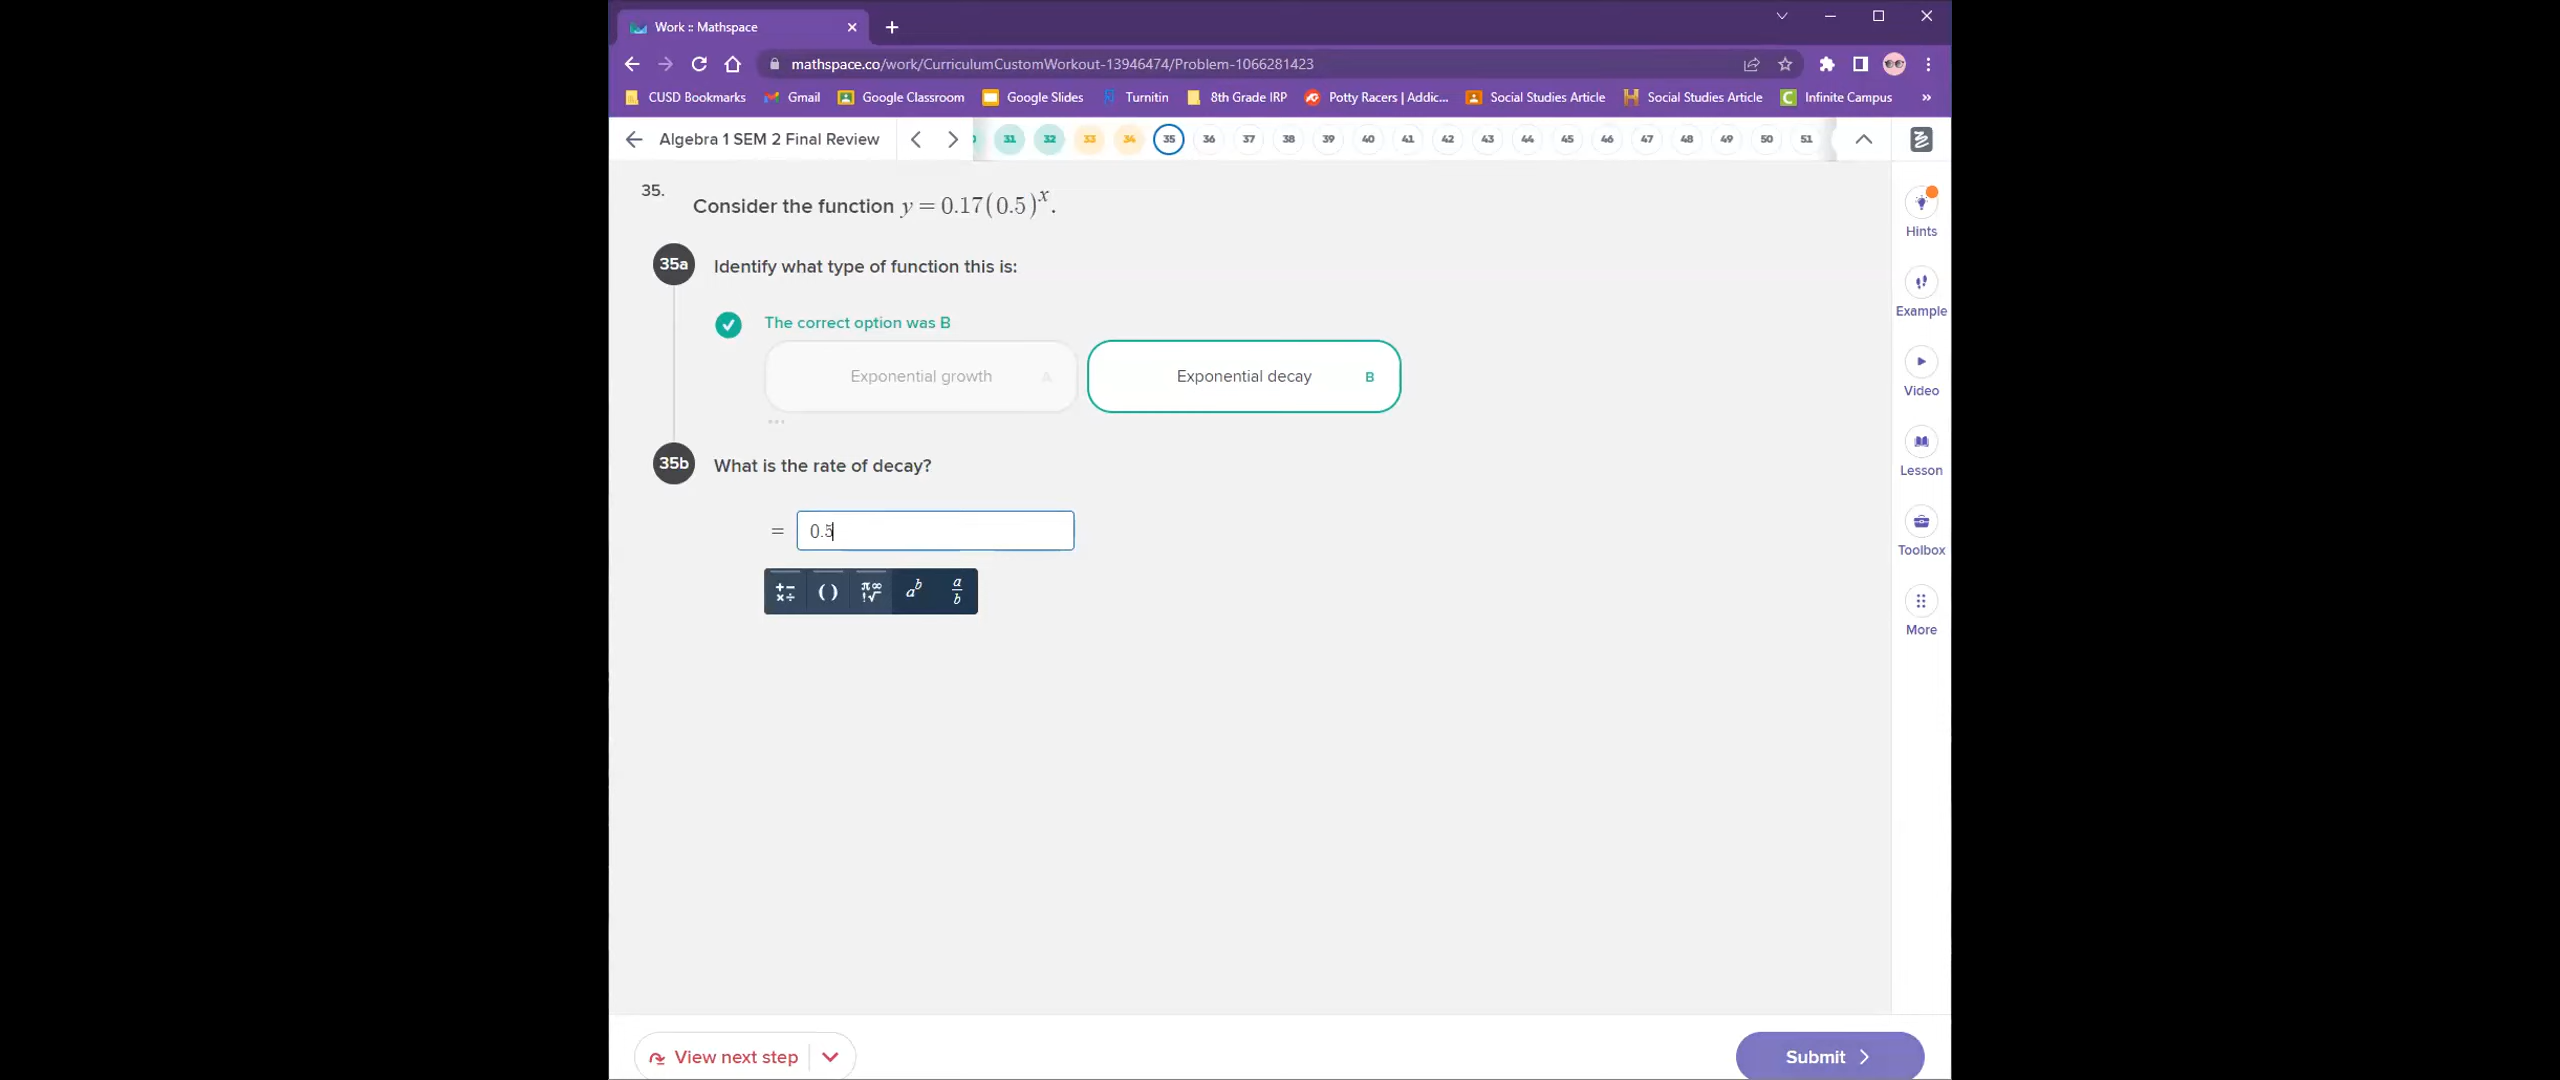 Work :: Mathspace
mathspace.co/work/CurriculumCustomWorkout-13946474/Problem-1066281423
CUSD Bookmarks Gmail Google Classroom Google Slides Turnitin 8th Grade IRP Potty Racers | Addic... Social Studies Article Social Studies Article Infinite Campus »
Algebra 1 SEM 2 Final Review 31 32 33 34 35 36 37 38 39 40 41 42 43 44 45 46 47 48 49 50 51
35.
Consider the function y = 0.17(0.5)^x.
Hints
35a Identify what type of function this is:
Example
The correct option was B
Exponential growth A Exponential decay B
Video
...
35b What is the rate of decay?
Lesson
= 0.5
Toolbox
+− ×÷ ( ) π∞ !√ a^b a/b
More
View next step
Submit